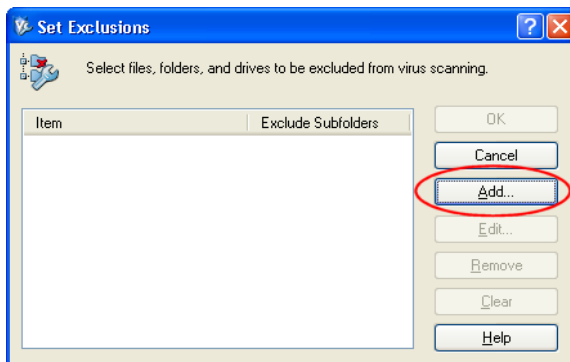 Set Exclusions
Select files, folders, and drives to be excluded from virus scanning.
Item Exclude Subfolders
OK
Cancel
Add...
Edit...
Remove
Clear
Help